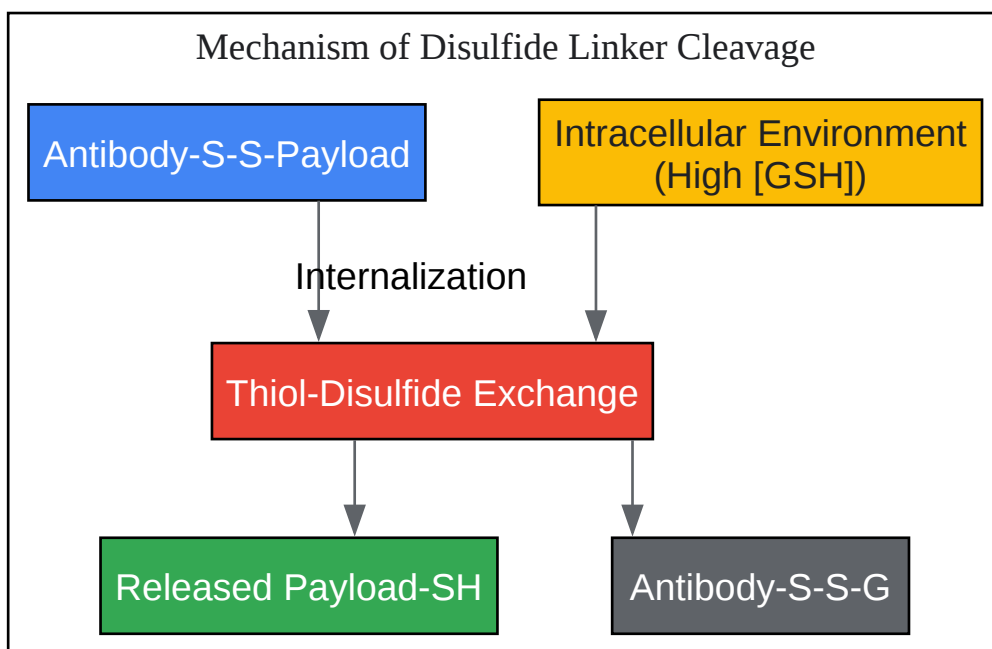 Mechanism of Disulfide Linker Cleavage
Antibody-S-S-Payload
Intracellular Environment
(High [GSH])
Internalization
Thiol-Disulfide Exchange
Released Payload-SH
Antibody-S-S-G